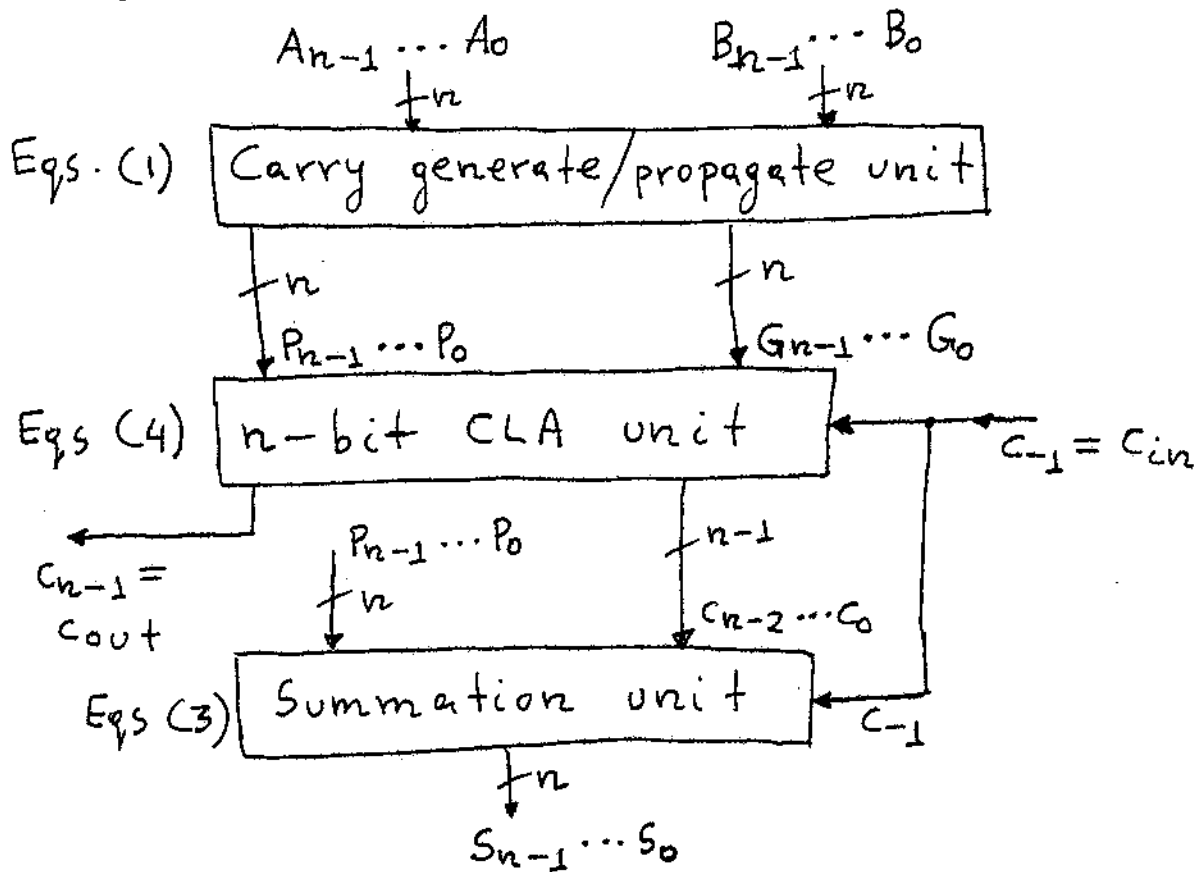 An-1 ... A0 Bn-1 ... B0
n n
Eqs. (1) Carry generate/propagate unit
n n
Pn-1 ... P0 Gn-1 ... G0
Eqs (4) n-bit CLA unit
C-1 = Cin
Pn-1 ... P0 n-1
cn-1 =
cout
n
cn-2 ... c0
Eqs (3) Summation unit
C-1
n
Sn-1 ... S0